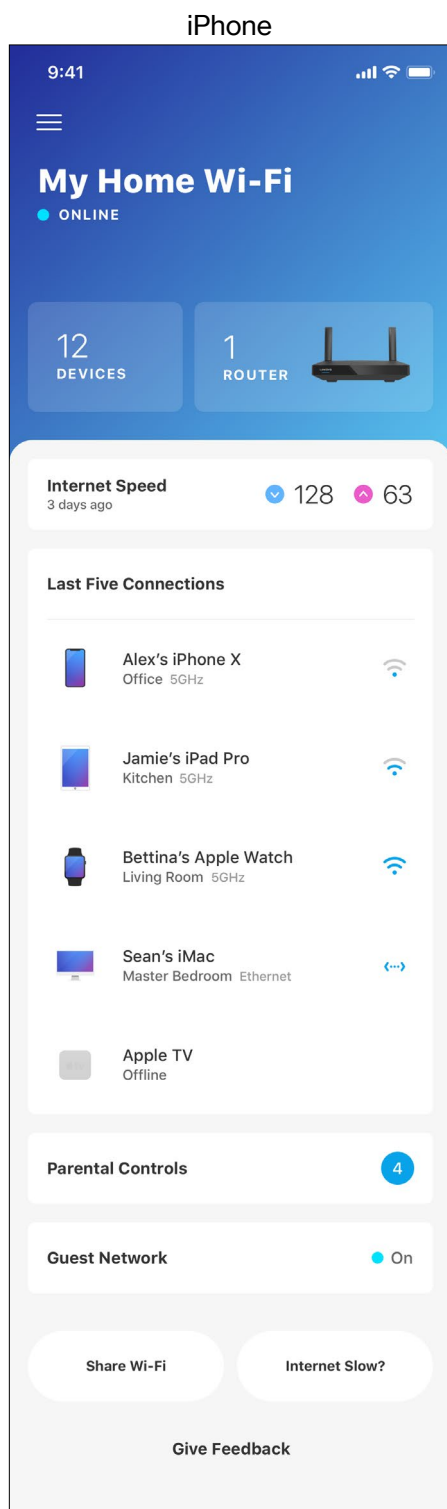 iPhone
9:41
My Home Wi-Fi
ONLINE
12
DEVICES
1
ROUTER
Internet Speed
3 days ago
128
63
Last Five Connections
Alex’s iPhone X
Office 5GHz
Jamie’s iPad Pro
Kitchen 5GHz
Bettina’s Apple Watch
Living Room 5GHz
Sean’s iMac
Master Bedroom Ethernet
Apple TV
Offline
Parental Controls
4
Guest Network
On
Share Wi-Fi
Internet Slow?
Give Feedback